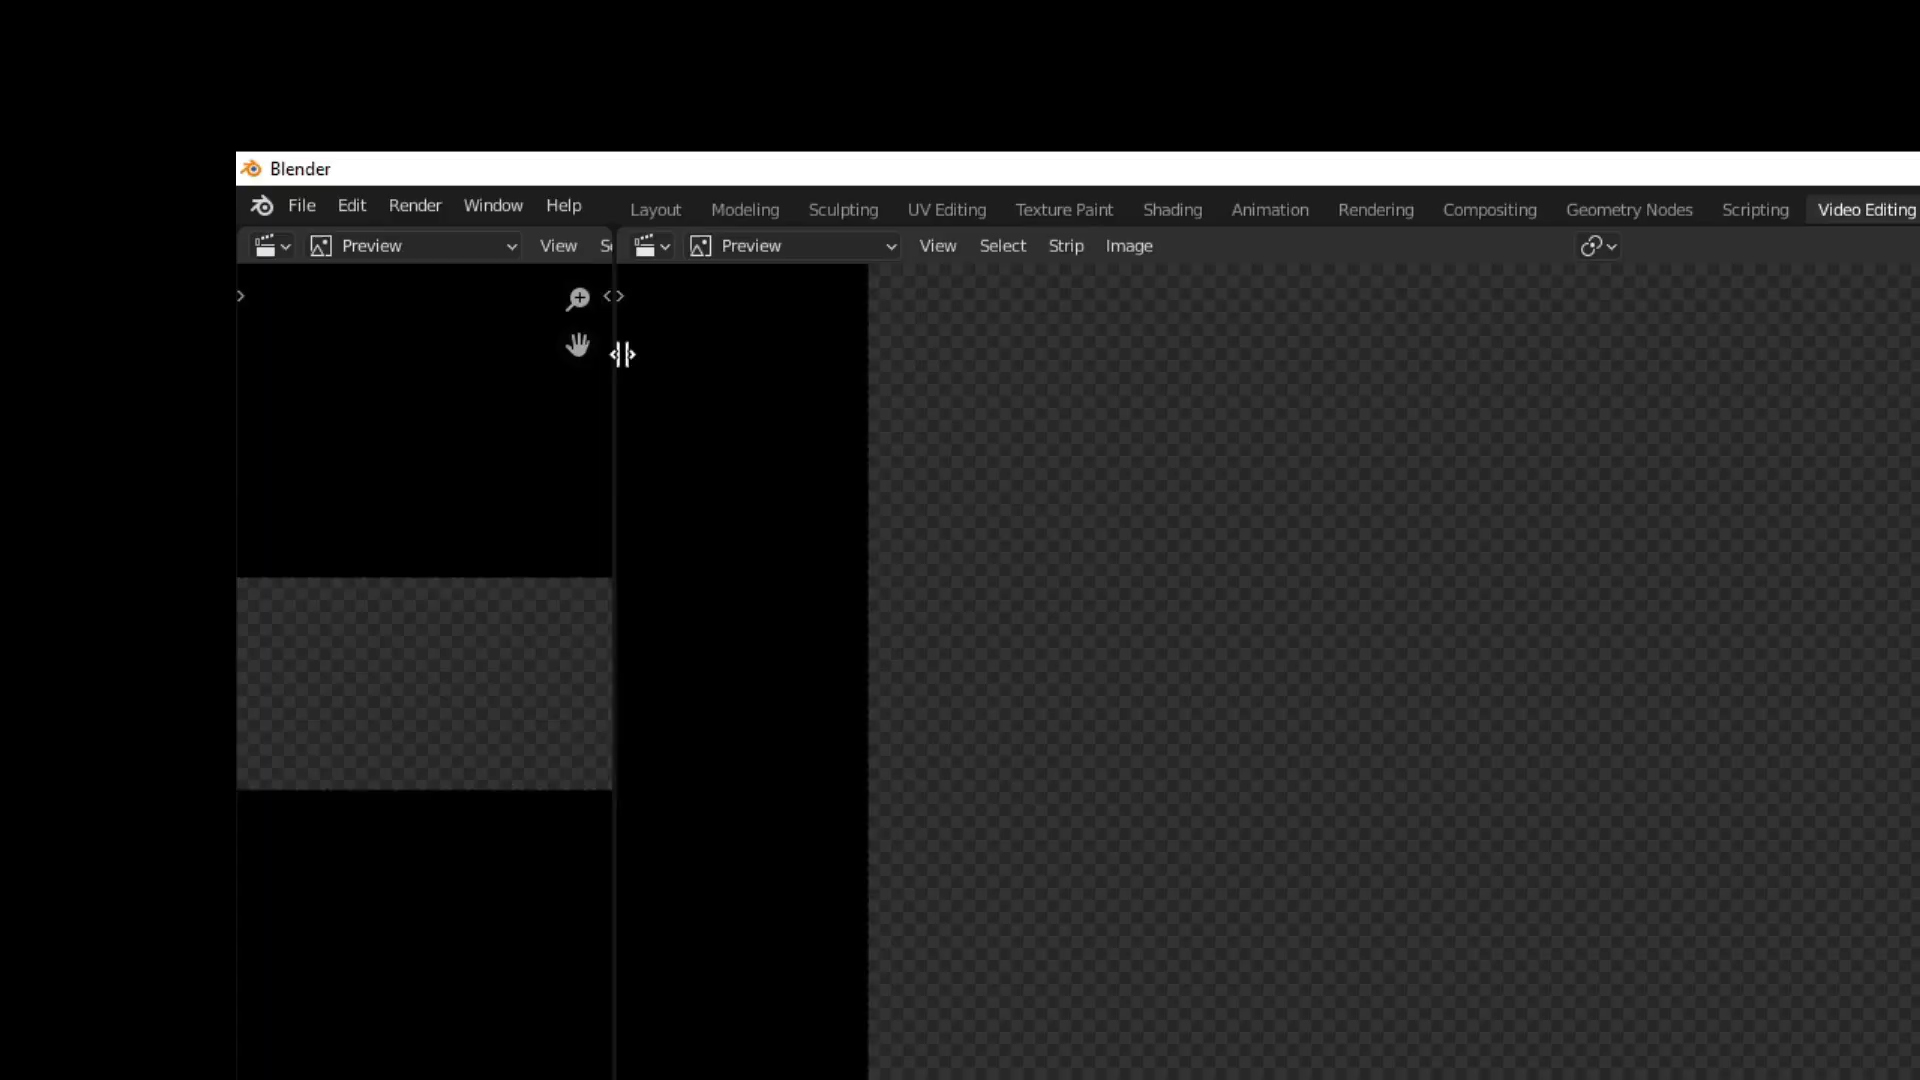 Blender
File Edit Render Window Help Layout Modeling Sculpting UV Editing Texture Paint Shading Animation Rendering Compositing Geometry Nodes Scripting Video Editing
Preview View Se Preview View Select Strip Image